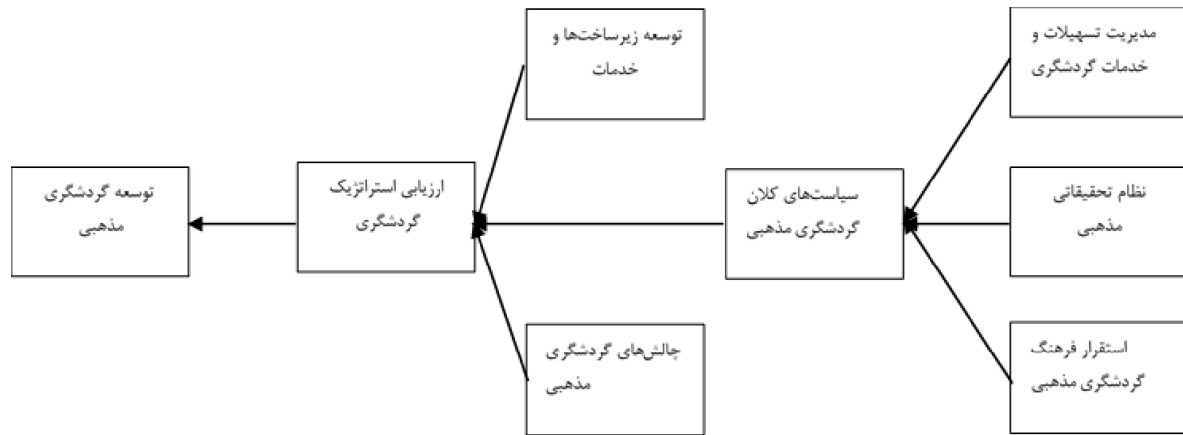 مدیریت تسهیلات و
خدمات گردشگری
نظام تحقیقاتی
مذهبی
استقرار فرهنگ
گردشگری مذهبی
سیاست‌های کلان
گردشگری مذهبی
توسعه زیرساخت‌ها و
خدمات
چالش‌های گردشگری
مذهبی
ارزیابی استراتژیک
گردشگری
توسعه گردشگری
مذهبی